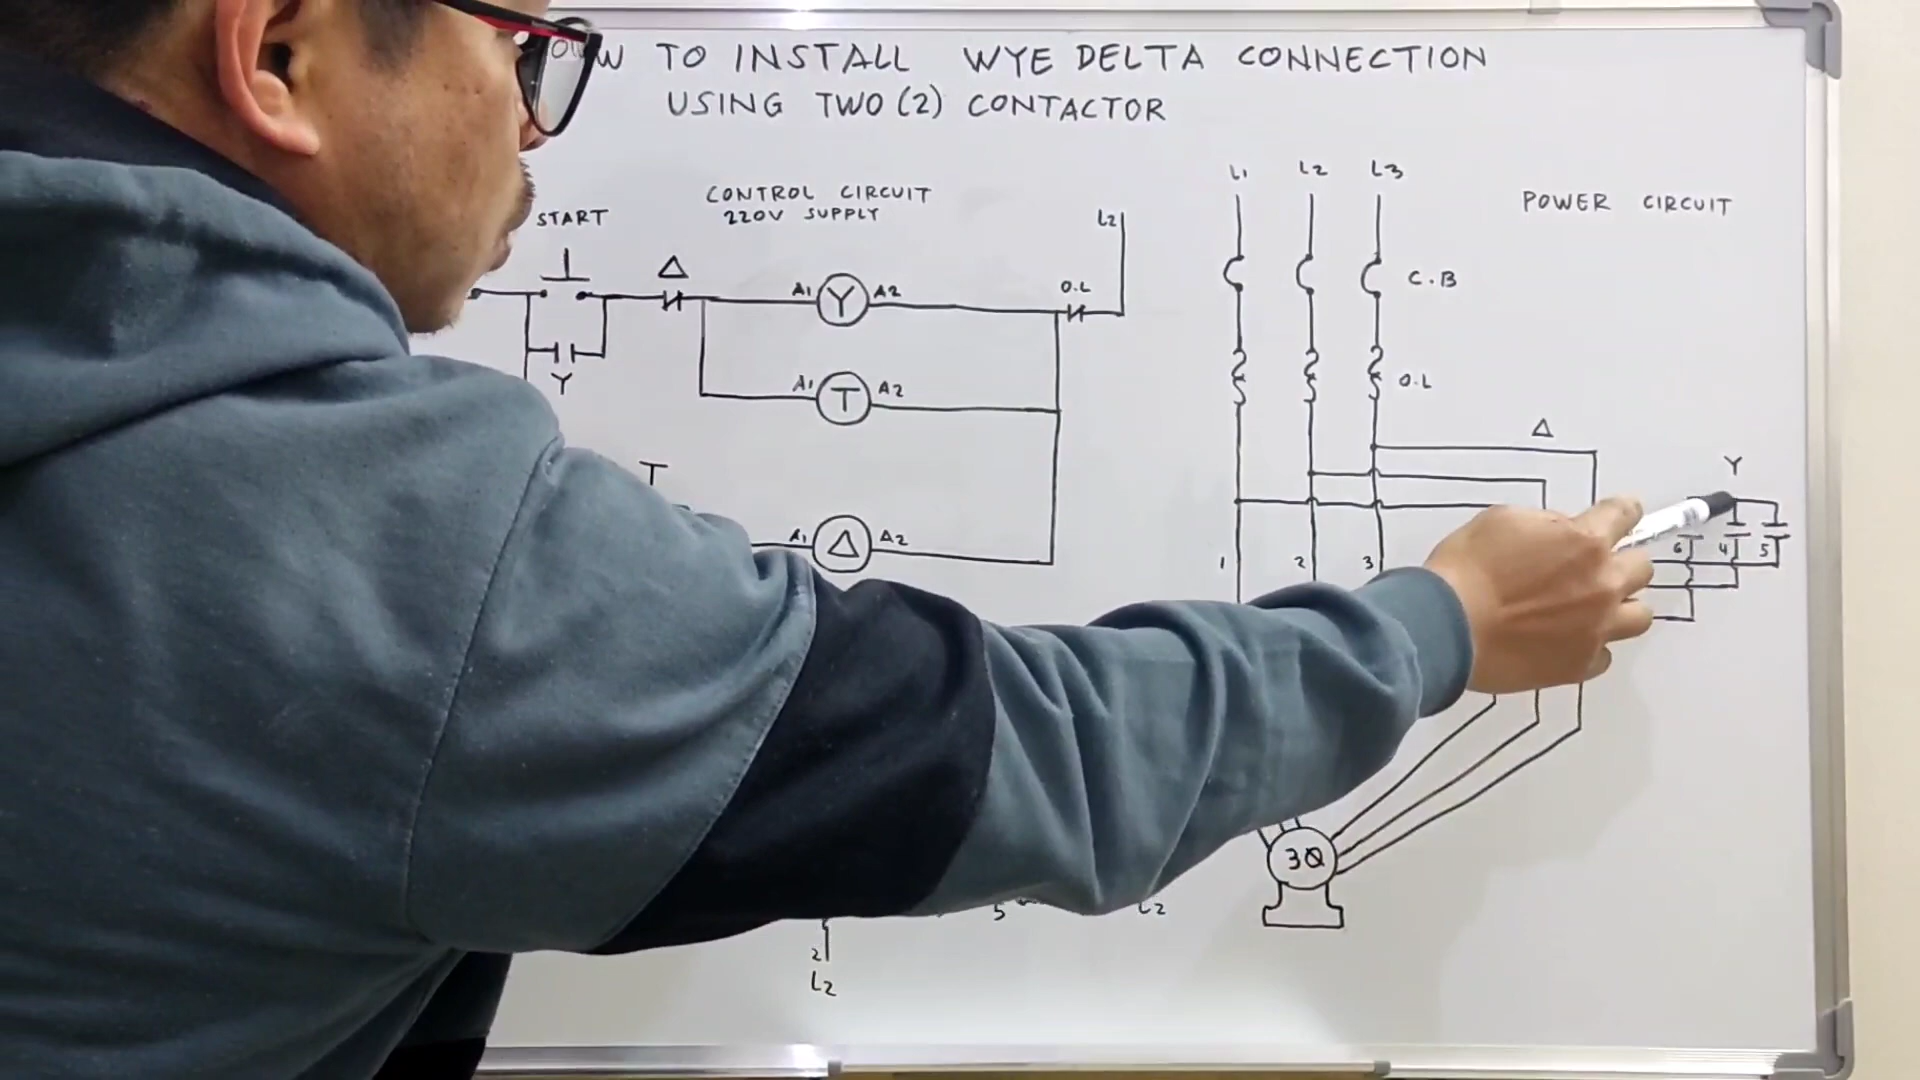 TO INSTALL WYE DELTA CONNECTION
USING TWO (2) CONTACTOR
CONTROL CIRCUIT
220V SUPPLY
START
Δ
A1 Y A2
O.L
L2
Y
A1 T A2
T
A1 Δ A2
5
L2
2
L2
POWER CIRCUIT
L1 L2 L3
C.B
O.L
Δ
Y
6 4 5
1 2 3
3Ø